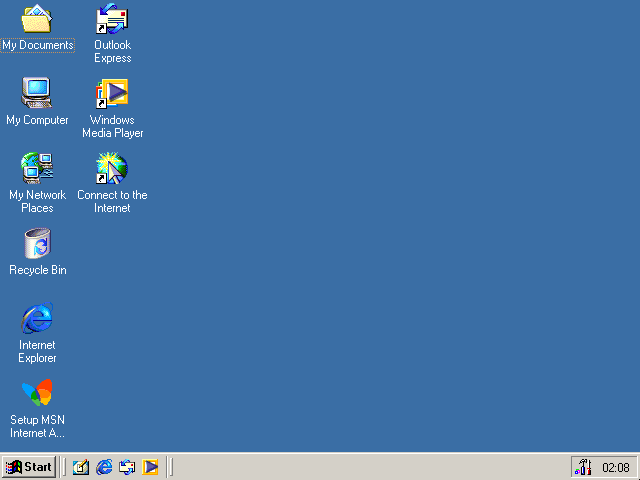 My Documents
Outlook
Express
My Computer
Windows
Media Player
My Network
Places
Connect to the
Internet
Recycle Bin
Internet
Explorer
Setup MSN
Internet A...
Start
02:08